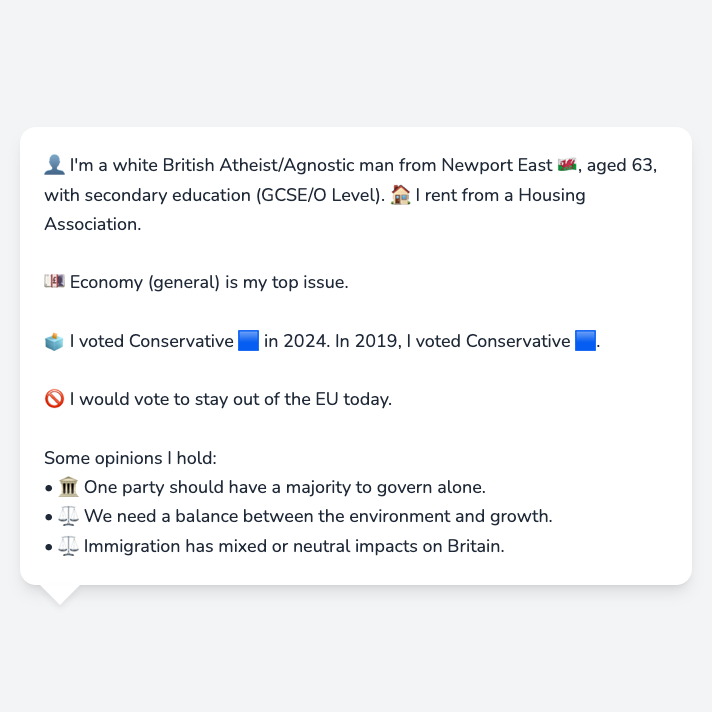 👤 I'm a white British Atheist/Agnostic man from Newport East 🏴󠁧󠁢󠁷󠁬󠁳󠁿, aged 63,
with secondary education (GCSE/O Level). 🏠 I rent from a Housing
Association.
💷 Economy (general) is my top issue.
🗳️ I voted Conservative 🟦 in 2024. In 2019, I voted Conservative 🟦.
🚫 I would vote to stay out of the EU today.
Some opinions I hold:
• 🏛️ One party should have a majority to govern alone.
• ⚖️ We need a balance between the environment and growth.
• ⚖️ Immigration has mixed or neutral impacts on Britain.